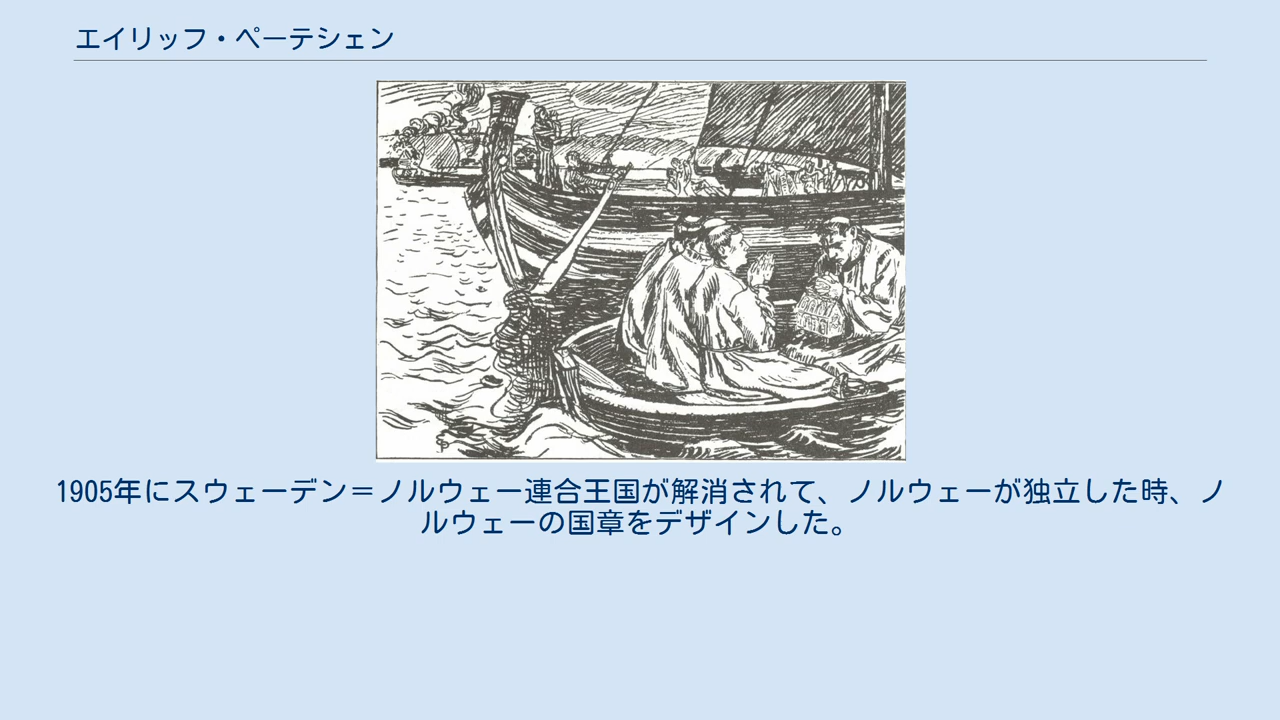 エイリッフ・ペーテシェン
1905年にスウェーデン＝ノルウェー連合王国が解消されて、ノルウェーが独立した時、ノ
ルウェーの国章をデザインした。